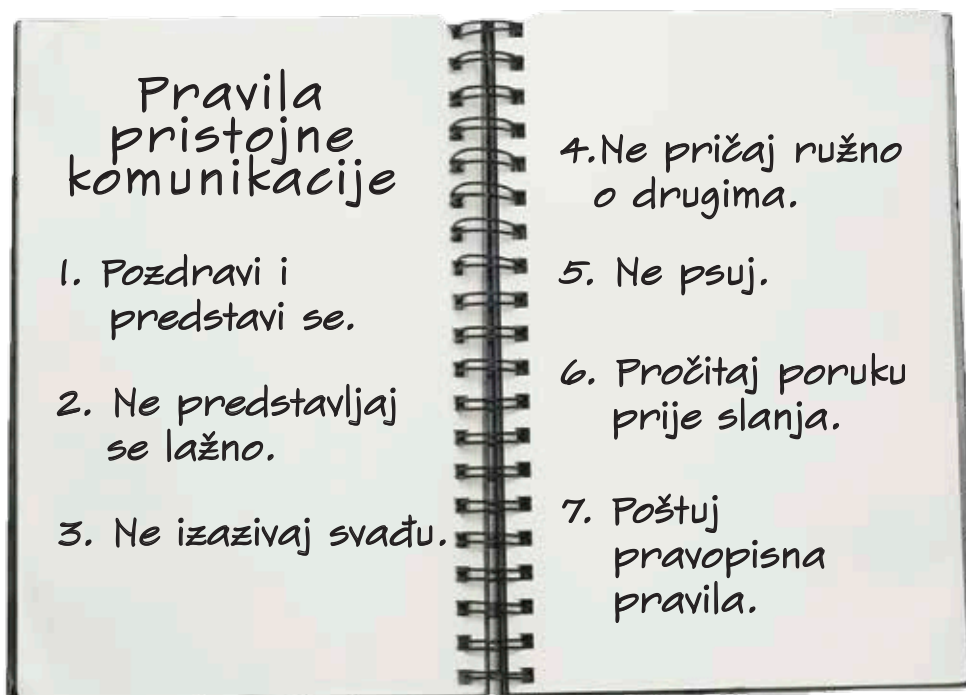 Pravila
pristojne
komunikacije
1. Pozdravi i
predstavi se.
2. Ne predstavljaj
se lažno.
3. Ne izazivaj svađu.
4.Ne pričaj ružno
o drugima.
5. Ne psuj.
6. Pročitaj poruku
prije slanja.
7. Poštuj
pravopisna
pravila.